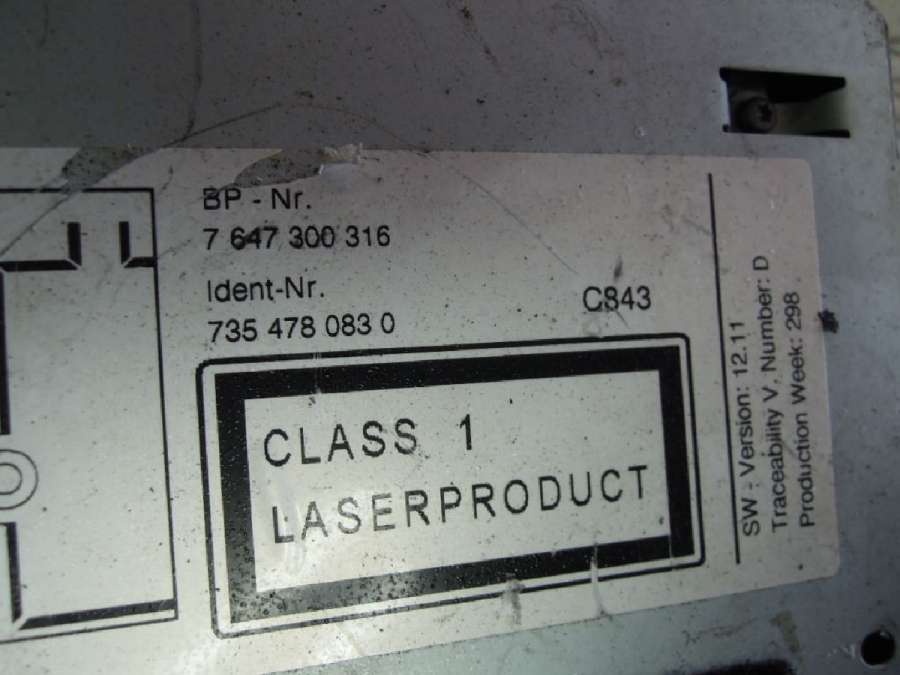 BP - Nr.
7 647 300 316
Ident-Nr.
735 478 083 0
C843
CLASS 1
LASERPRODUCT
SW - Version: 12.11
Traceability V. Number: D
Production Week: 298